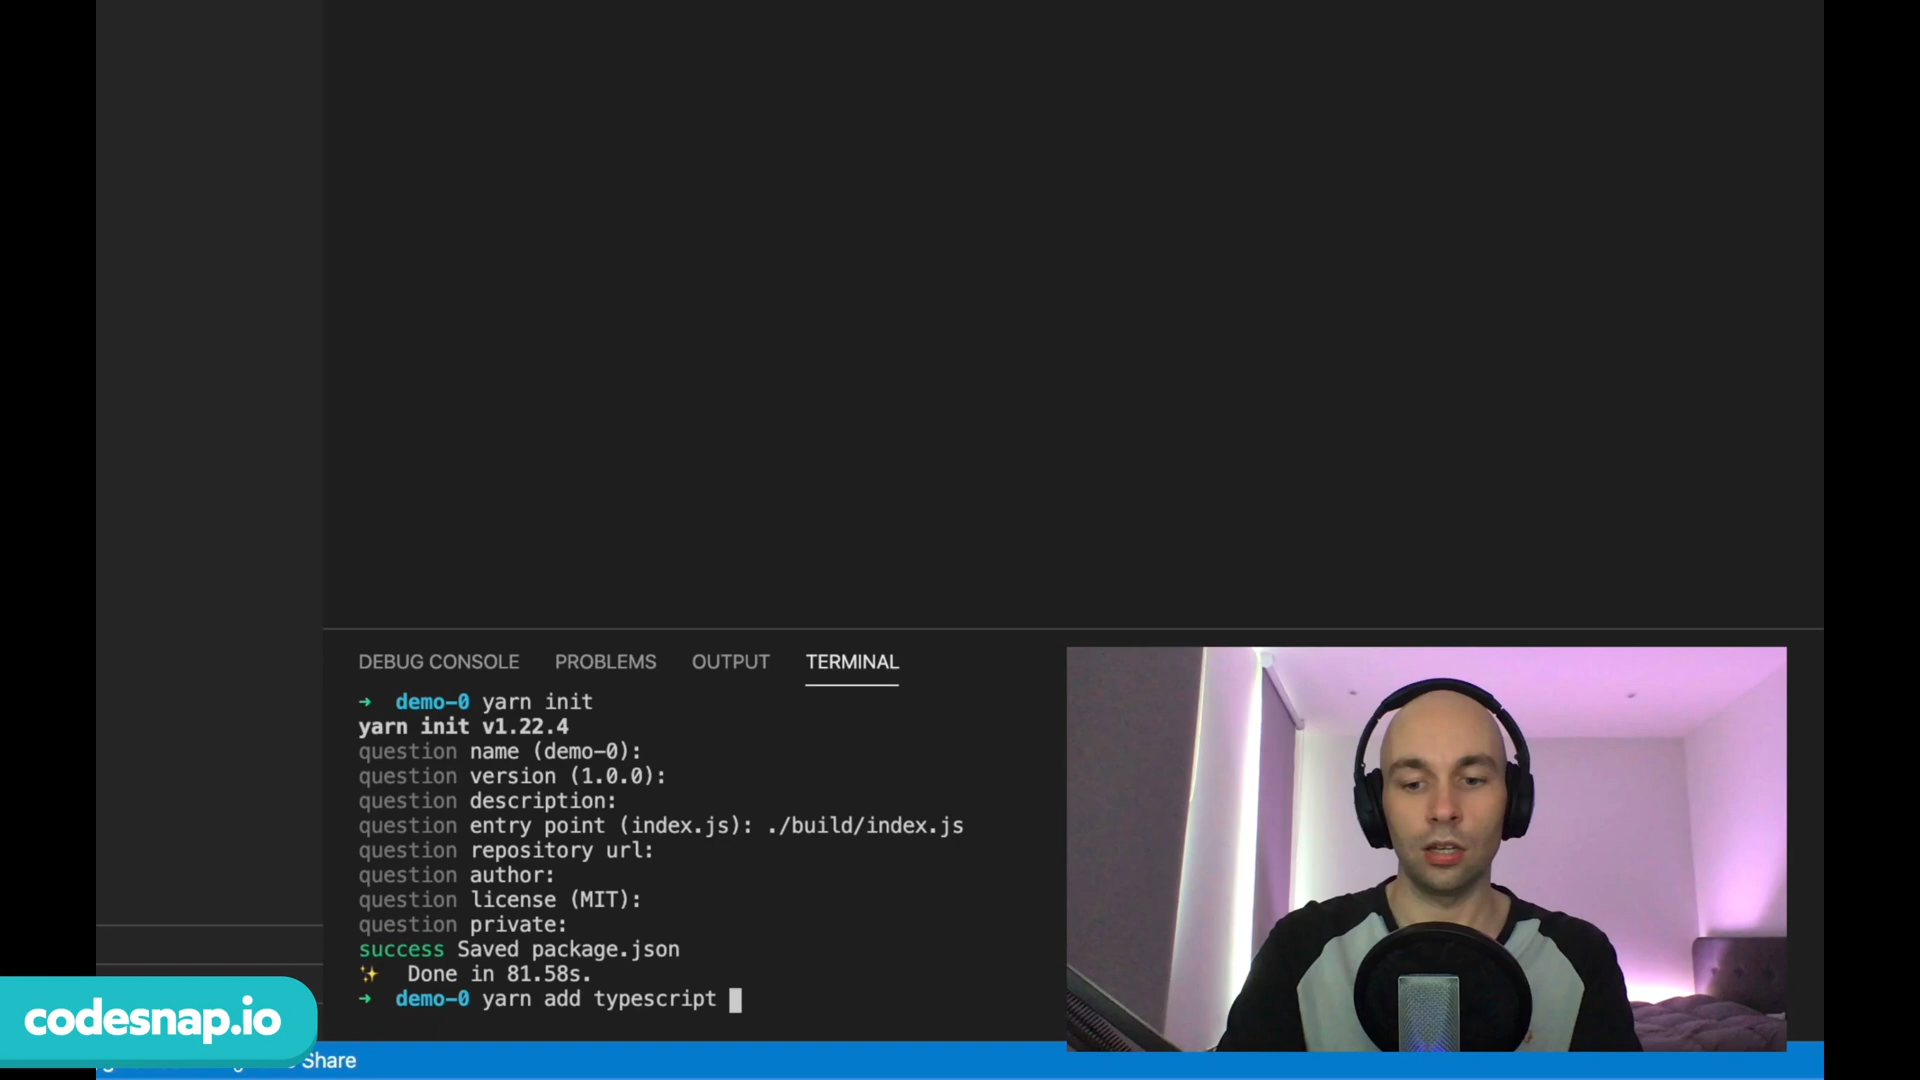 DEBUG CONSOLE PROBLEMS OUTPUT TERMINAL
➜ demo-0 yarn init
yarn init v1.22.4
question name (demo-0):
question version (1.0.0):
question description:
question entry point (index.js): ./build/index.js
question repository url:
question author:
question license (MIT):
question private:
success Saved package.json
✨ Done in 81.58s.
➜ demo-0 yarn add typescript
codesnap.io
Share